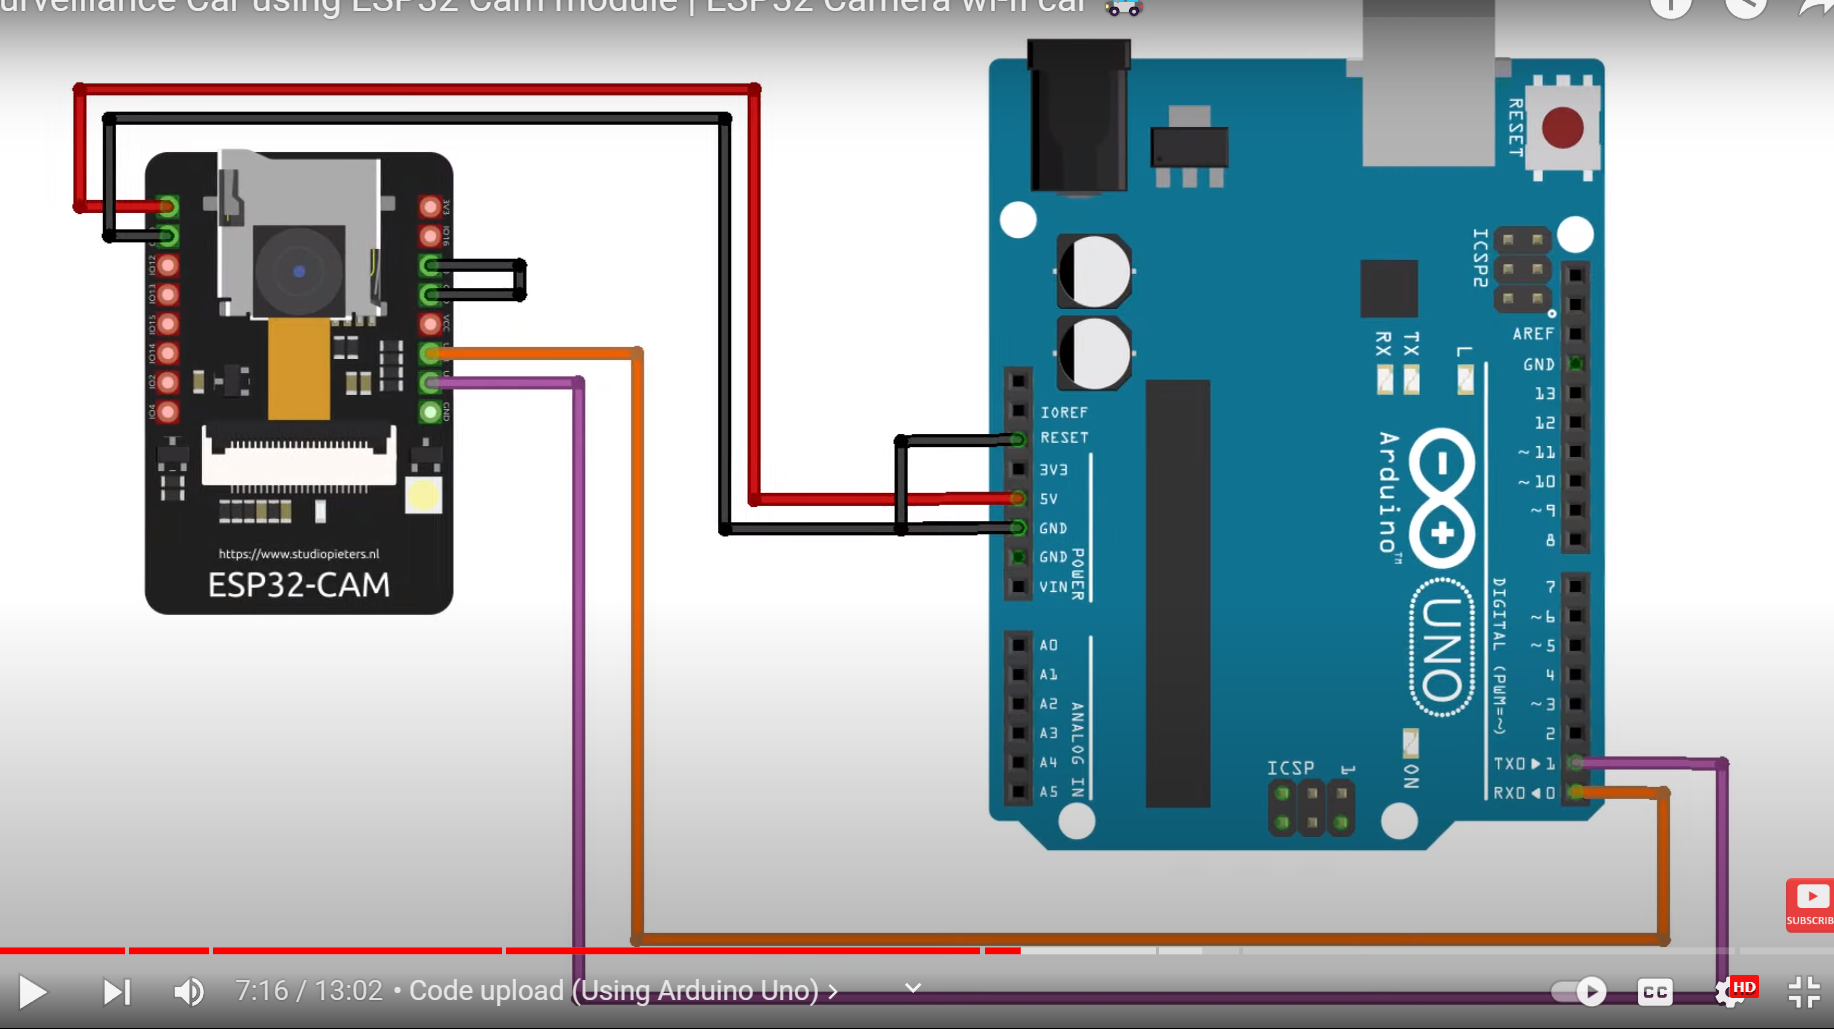 urveillance Car using ESP32 Cam module | ESP32 Camera wi-fi car
3V3
IO16
IO12
IO13
IO15
VCC
IO14
IO2
IO4
GND
https://www.studiopieters.nl
ESP32-CAM
RESET
ICSP2
AREF
GND
13
12
~11
~10
~9
8
7
~6
~5
4
~3
2
TX0 ▶ 1
RX0 ◀ 0
RX
TX
L
IOREF
RESET
3V3
5V
GND
GND
VIN
POWER
A0
A1
A2
A3
A4
A5
ANALOG IN
Arduino™
UNO
DIGITAL (PWM=~)
ICSP
1
ON
SUBSCRIB
7:16 / 13:02 • Code upload (Using Arduino Uno) >
CC
HD